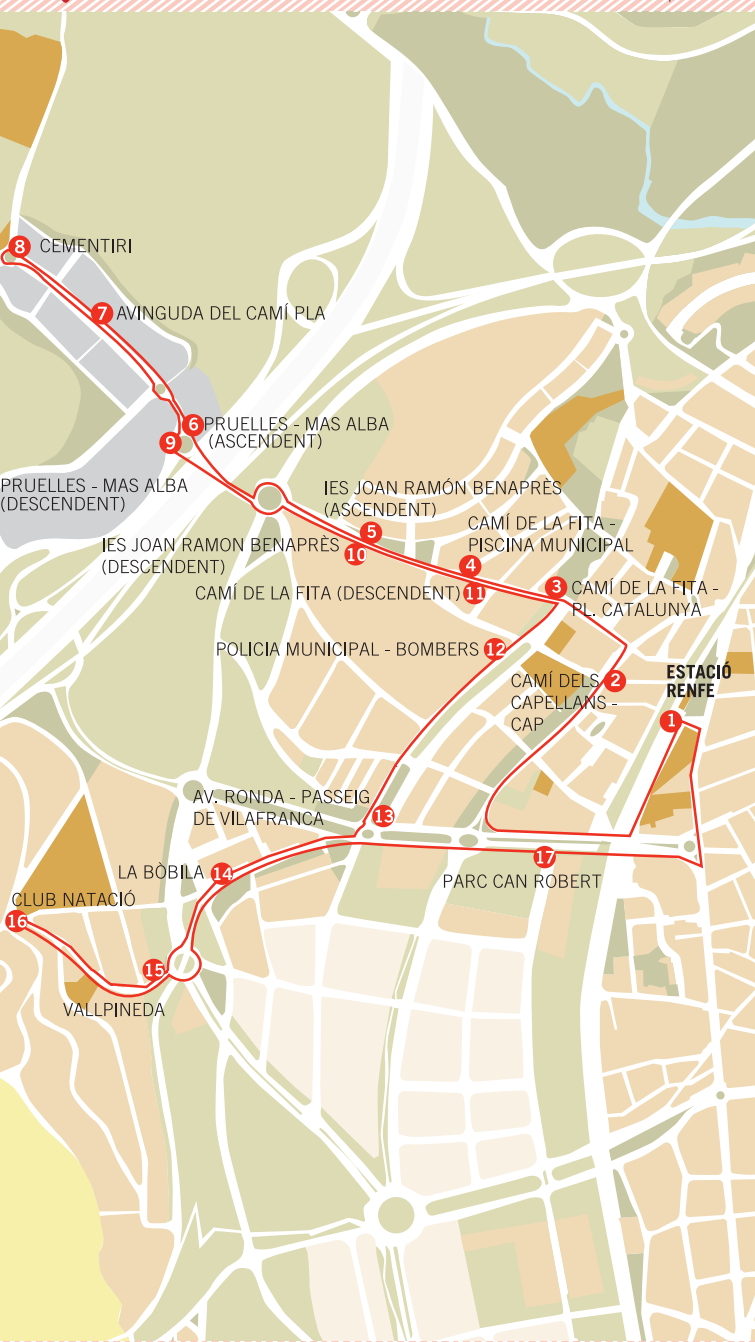 8 CEMENTIRI
7 AVINGUDA DEL CAMÍ PLA
6 PRUELLES - MAS ALBA
(ASCENDENT)
9
PRUELLES - MAS ALBA
(DESCENDENT)
IES JOAN RAMÓN BENAPRÈS
(ASCENDENT)
5
IES JOAN RAMON BENAPRÈS 10
(DESCENDENT)
CAMÍ DE LA FITA -
PISCINA MUNICIPAL
4
CAMÍ DE LA FITA (DESCENDENT) 11
3 CAMÍ DE LA FITA -
PL. CATALUNYA
POLICIA MUNICIPAL - BOMBERS 12
CAMÍ DELS 2
CAPELLANS -
CAP
ESTACIÓ
RENFE
1
AV. RONDA - PASSEIG
DE VILAFRANCA 13
LA BÒBILA 14
17
PARC CAN ROBERT
CLUB NATACIÓ
16
15
VALLPINEDA